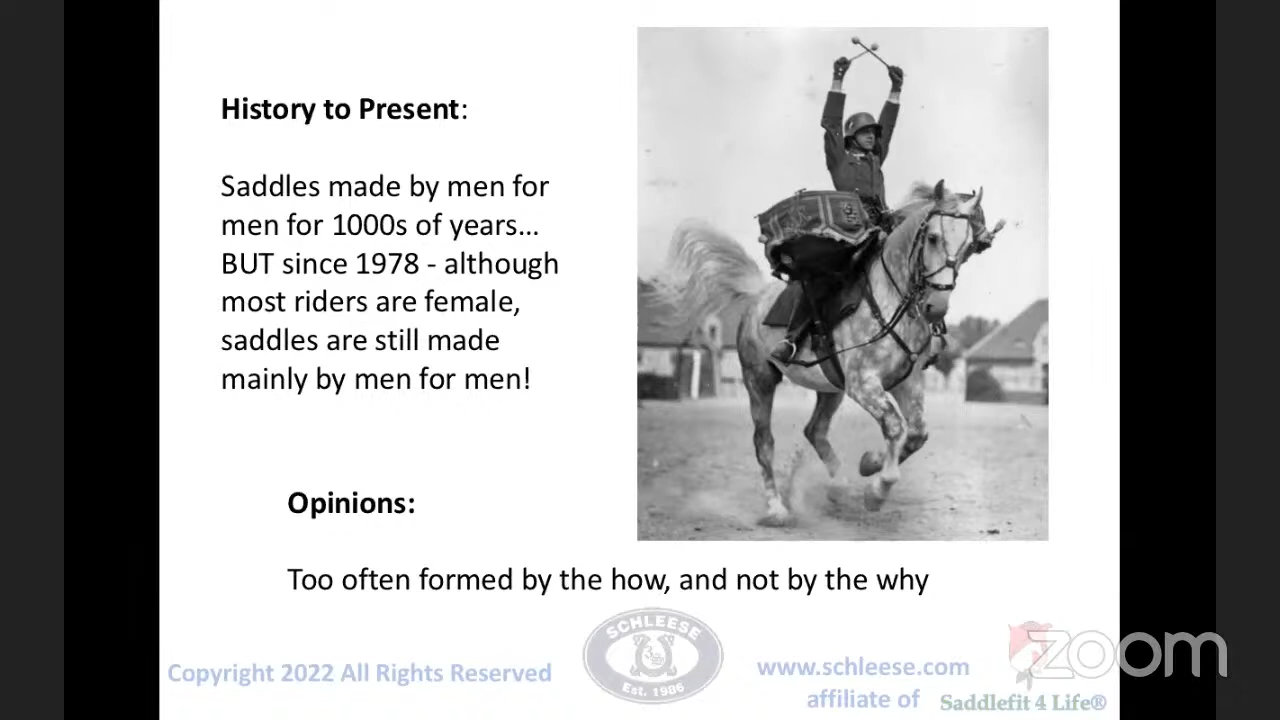 History to Present:
Saddles made by men for
men for 1000s of years...
BUT since 1978 - although
most riders are female,
saddles are still made
mainly by men for men!
Opinions:
Too often formed by the how, and not by the why
SCHLEESE
Est. 1986
Copyright 2022 All Rights Reserved
www.schleese.com
affiliate of Saddlefit 4 Life®
zoom